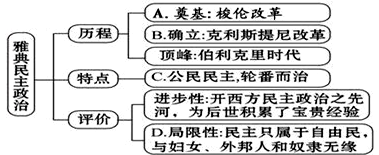 雅典民主政治
历程
A.奠基:梭伦改革
B.确立:克利斯提尼改革
顶峰:伯利克里时代
特点
C.公民民主,轮番而治
评价
进步性:开西方民主政治之先
河,为后世积累了宝贵经验
D.局限性:民主只属于自由民,
与妇女、外邦人和奴隶无缘